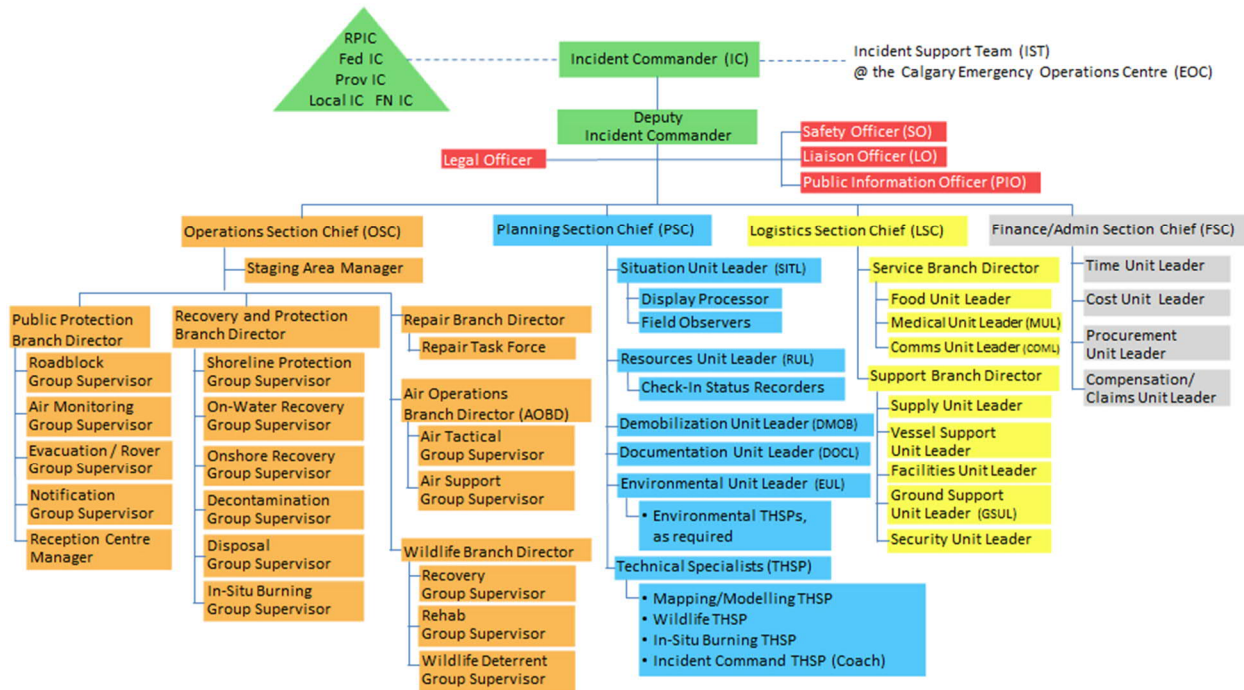 RPIC
Fed IC
Prov IC
Local IC FN IC
Incident Commander (IC)
Incident Support Team (IST)
@ the Calgary Emergency Operations Centre (EOC)
Deputy
Incident Commander
Legal Officer
Safety Officer (SO)
Liaison Officer (LO)
Public Information Officer (PIO)
Operations Section Chief (OSC)
Staging Area Manager
Public Protection
Branch Director
Roadblock
Group Supervisor
Air Monitoring
Group Supervisor
Evacuation / Rover
Group Supervisor
Notification
Group Supervisor
Reception Centre
Manager
Recovery and Protection
Branch Director
Shoreline Protection
Group Supervisor
On-Water Recovery
Group Supervisor
Onshore Recovery
Group Supervisor
Decontamination
Group Supervisor
Disposal
Group Supervisor
In-Situ Burning
Group Supervisor
Repair Branch Director
Repair Task Force
Air Operations
Branch Director (AOBD)
Air Tactical
Group Supervisor
Air Support
Group Supervisor
Wildlife Branch Director
Recovery
Group Supervisor
Rehab
Group Supervisor
Wildlife Deterrent
Group Supervisor
Planning Section Chief (PSC)
Situation Unit Leader (SITL)
Display Processor
Field Observers
Resources Unit Leader (RUL)
Check-In Status Recorders
Demobilization Unit Leader (DMOB)
Documentation Unit Leader (DOCL)
Environmental Unit Leader (EUL)
• Environmental THSPs,
as required
Technical Specialists (THSP)
• Mapping/Modelling THSP
• Wildlife THSP
• In-Situ Burning THSP
• Incident Command THSP (Coach)
Logistics Section Chief (LSC)
Service Branch Director
Food Unit Leader
Medical Unit Leader (MUL)
Comms Unit Leader (COML)
Support Branch Director
Supply Unit Leader
Vessel Support
Unit Leader
Facilities Unit Leader
Ground Support
Unit Leader (GSUL)
Security Unit Leader
Finance/Admin Section Chief (FSC)
Time Unit Leader
Cost Unit Leader
Procurement
Unit Leader
Compensation/
Claims Unit Leader